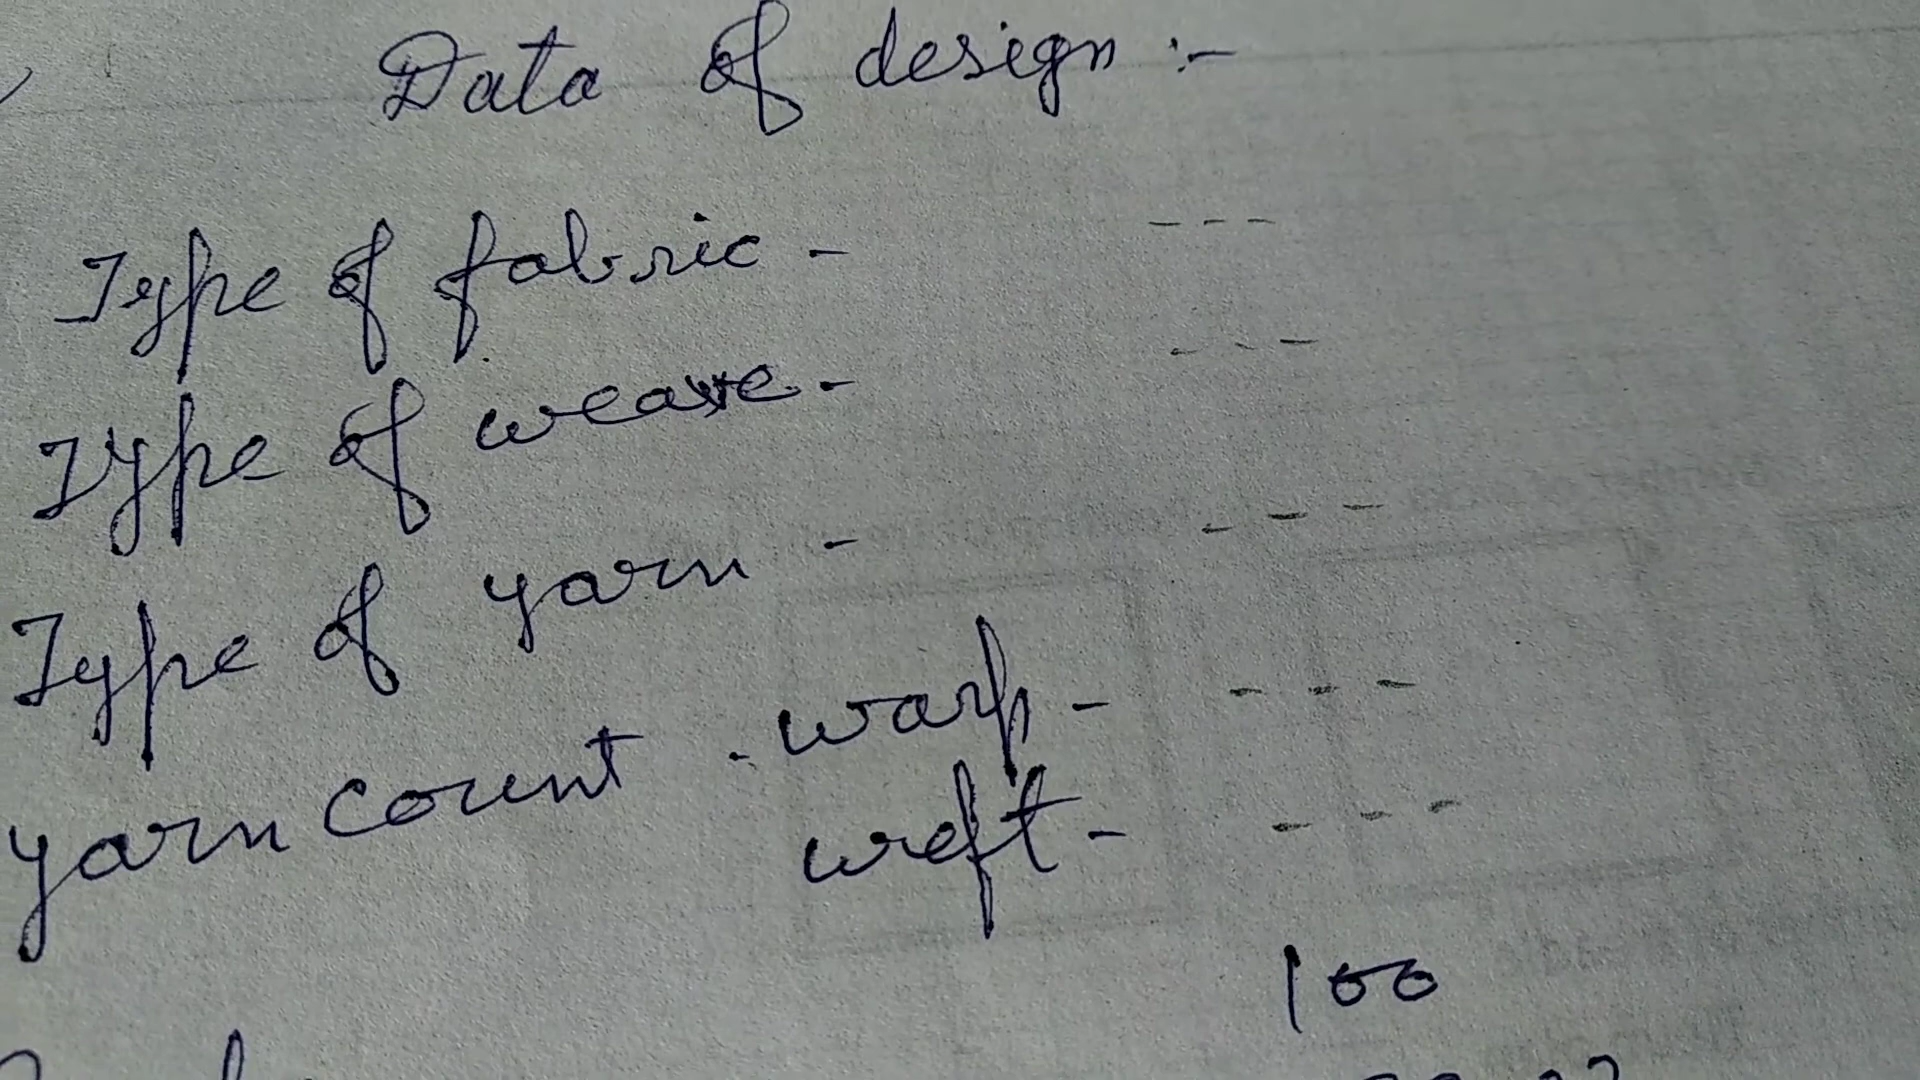 Data of design :-
Type of fabric - ---
Type of weave - ---
Type of yarn - ---
yarn count - warp - ---
weft - ---
100